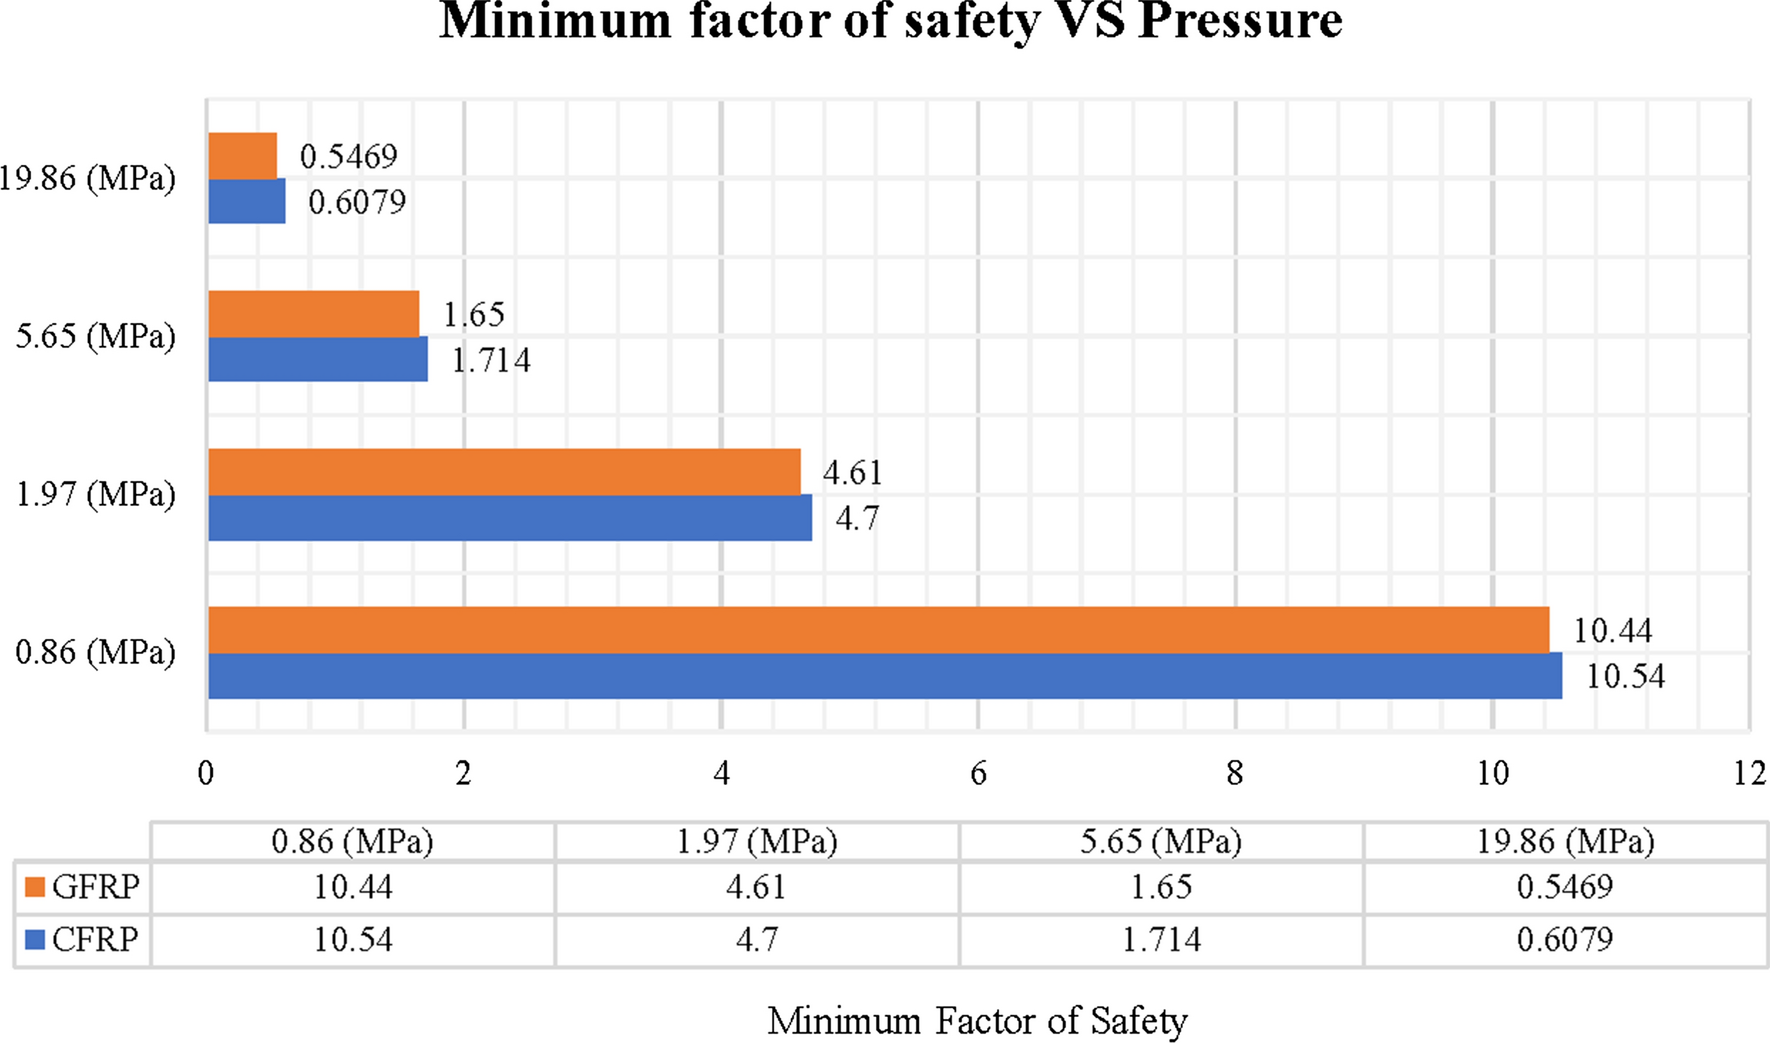 Minimum factor of safety VS Pressure
19.86 (MPa)
0.5469
0.6079
5.65 (MPa)
1.65
1.714
1.97 (MPa)
4.61
4.7
0.86 (MPa)
10.44
10.54
0 2 4 6 8 10 12
0.86 (MPa) 1.97 (MPa) 5.65 (MPa) 19.86 (MPa)
GFRP 10.44 4.61 1.65 0.5469
CFRP 10.54 4.7 1.714 0.6079
Minimum Factor of Safety